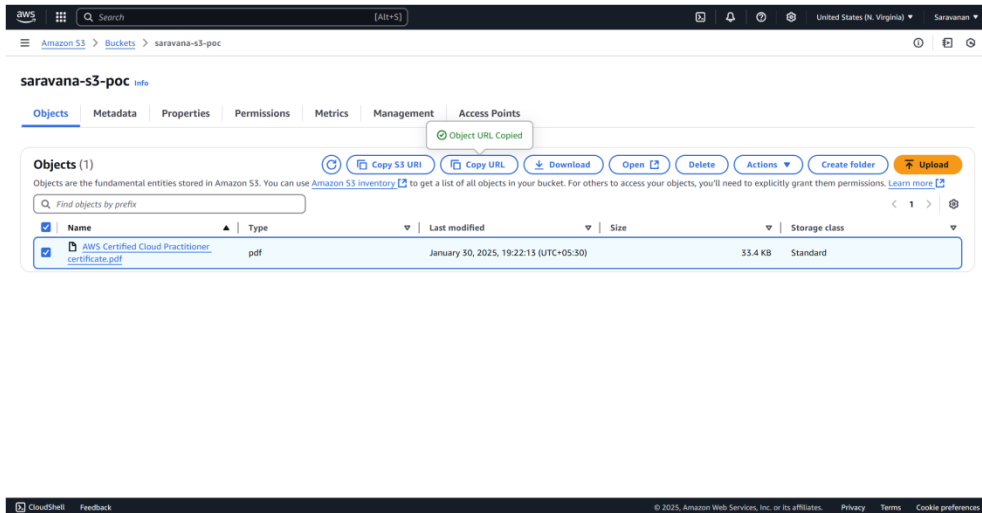 aws Search [Alt+S] United States (N. Virginia) Saravanan
Amazon S3 > Buckets > saravana-s3-poc
saravana-s3-poc Info
Objects Metadata Properties Permissions Metrics Management Access Points
Object URL Copied
Objects (1) Copy S3 URI Copy URL Download Open Delete Actions Create folder Upload
Objects are the fundamental entities stored in Amazon S3. You can use Amazon S3 inventory to get a list of all objects in your bucket. For others to access your objects, you'll need to explicitly grant them permissions. Learn more
Find objects by prefix < 1 >
Name Type Last modified Size Storage class
AWS Certified Cloud Practitioner
certificate.pdf pdf January 30, 2025, 19:22:13 (UTC+05:30) 33.4 KB Standard
CloudShell Feedback © 2025, Amazon Web Services, Inc. or its affiliates. Privacy Terms Cookie preferences